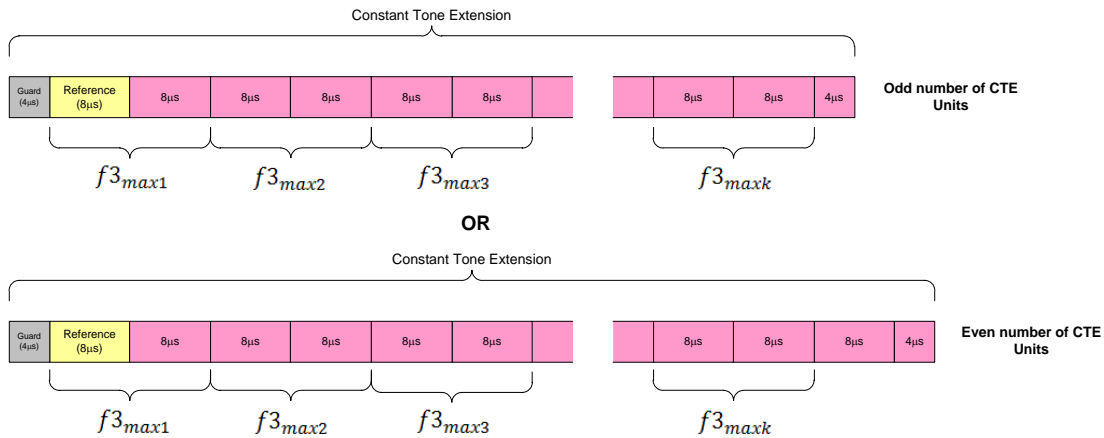 Constant Tone Extension
Guard
(4μs)
Reference
(8μs)
8μs
8μs
8μs
8μs
8μs
8μs
8μs
4μs
Odd number of CTE
Units
f3max1
f3max2
f3max3
f3maxk
OR
Constant Tone Extension
Guard
(4μs)
Reference
(8μs)
8μs
8μs
8μs
8μs
8μs
8μs
8μs
8μs
4μs
Even number of CTE
Units
f3max1
f3max2
f3max3
f3maxk